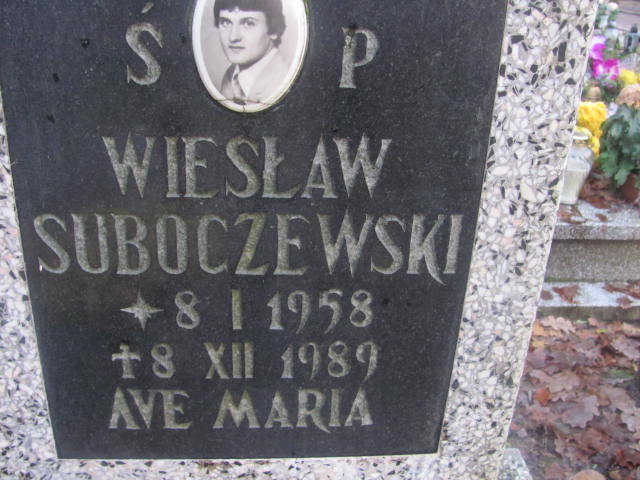 Ś P
WIESŁAW
SUBOCZEWSKI
8 I 1958
8 XII 1989
AVE MARIA